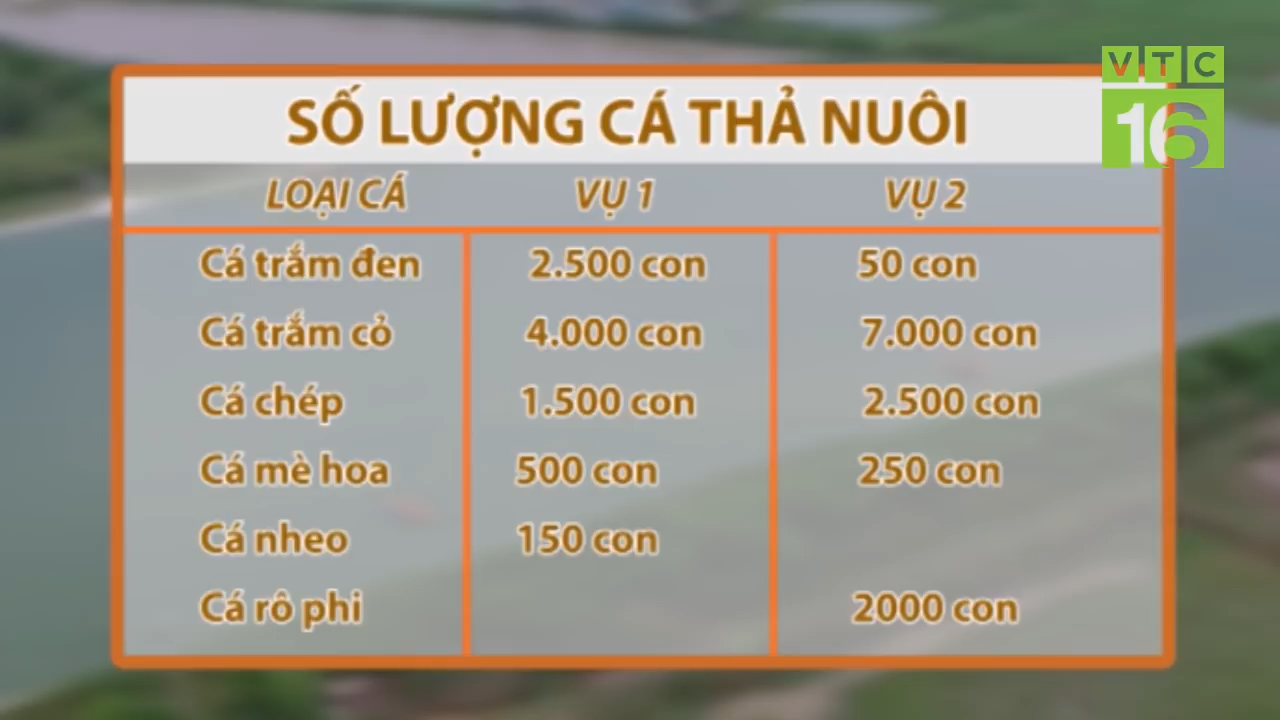 VTC
16
SỐ LƯỢNG CÁ THẢ NUÔI
LOẠI CÁ VỤ 1 VỤ 2
Cá trắm đen 2.500 con 50 con
Cá trắm cỏ 4.000 con 7.000 con
Cá chép 1.500 con 2.500 con
Cá mè hoa 500 con 250 con
Cá nheo 150 con
Cá rô phi 2000 con